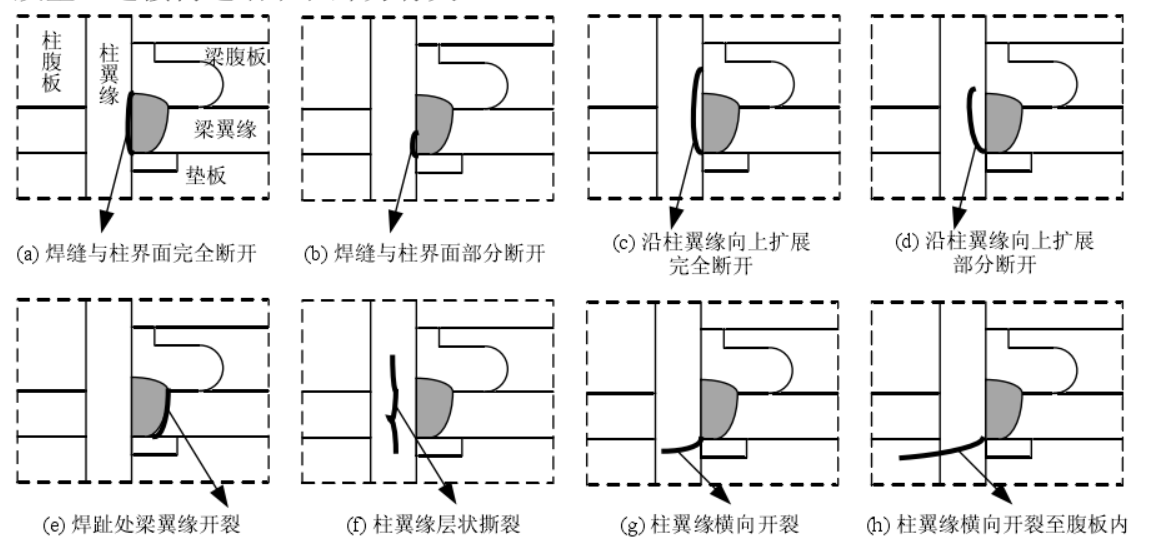 柱腹板
柱翼缘
梁腹板
梁翼缘
垫板
(a) 焊缝与柱界面完全断开
(b) 焊缝与柱界面部分断开
(c) 沿柱翼缘向上扩展
完全断开
(d) 沿柱翼缘向上扩展
部分断开
(e) 焊趾处梁翼缘开裂
(f) 柱翼缘层状撕裂
(g) 柱翼缘横向开裂
(h) 柱翼缘横向开裂至腹板内